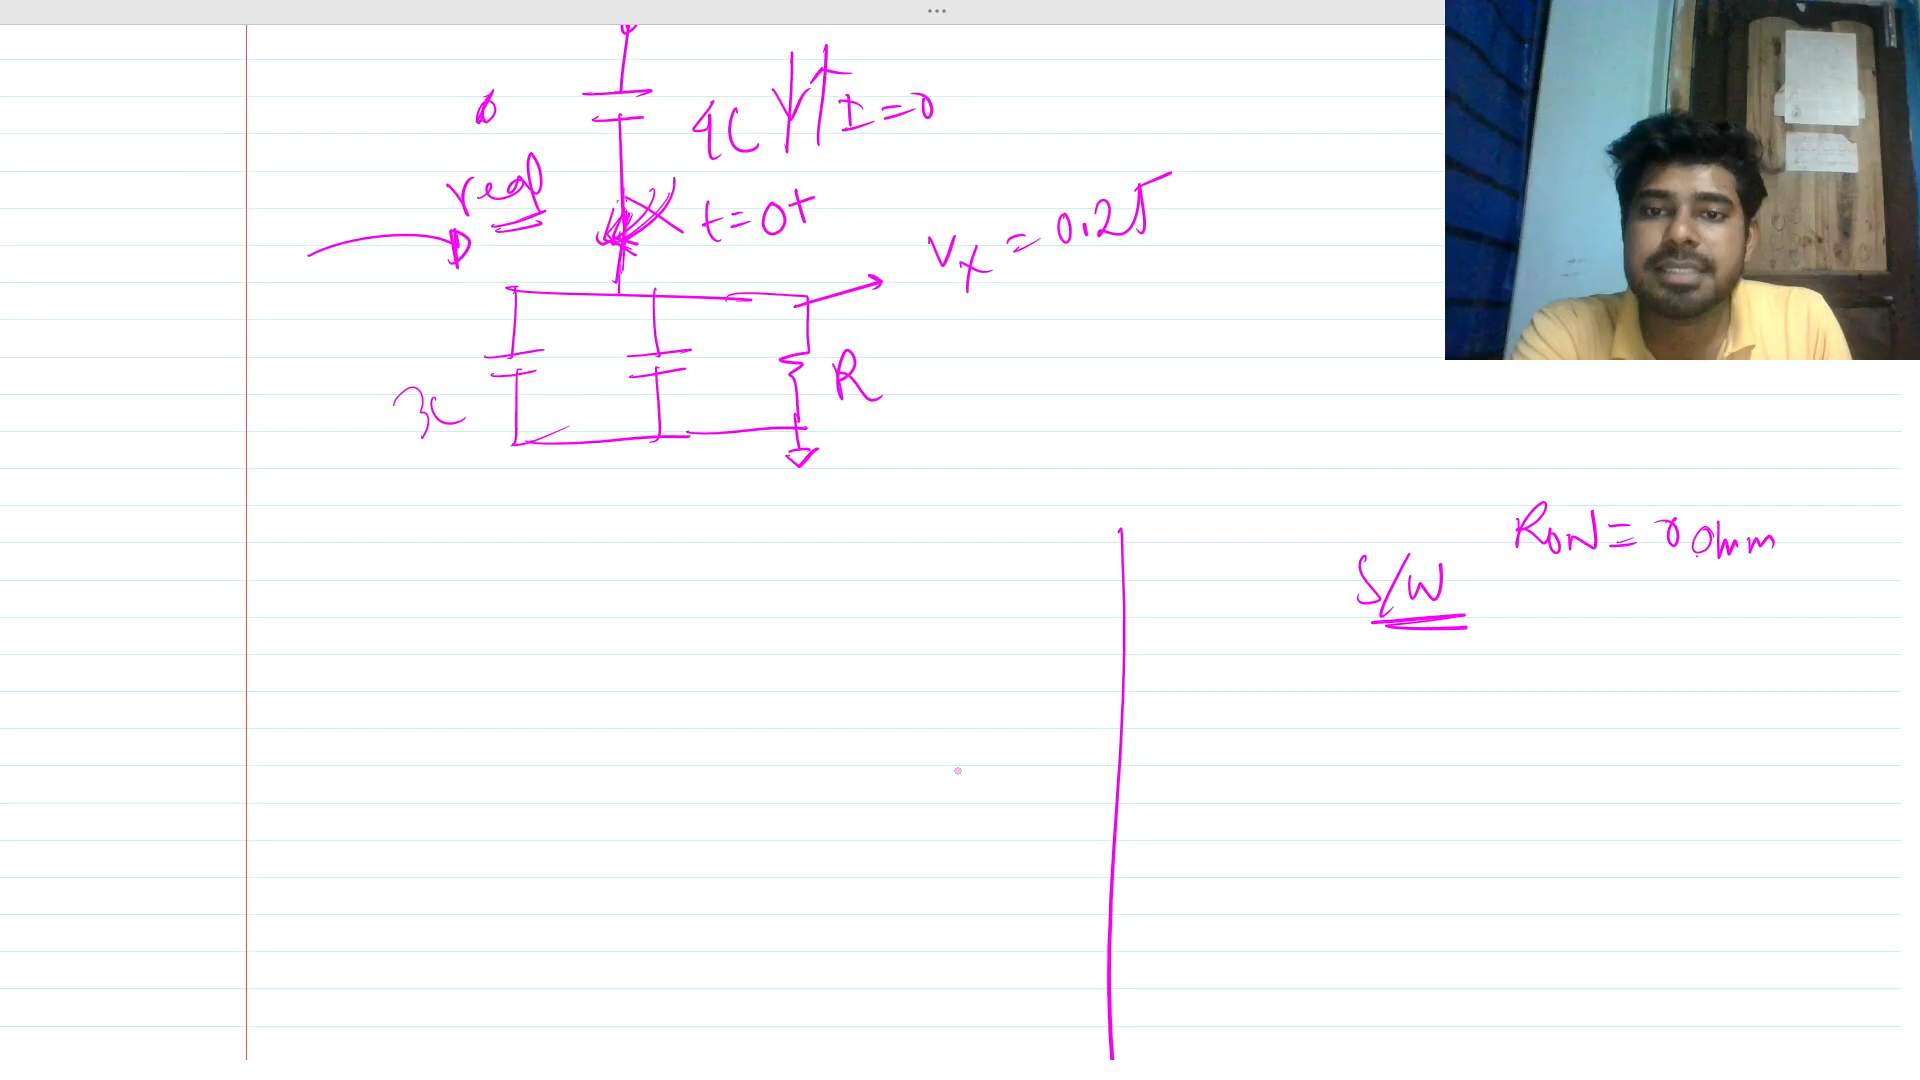 4C I=0
real
t=0+
Vx = 0.25
3C
R
RON = 0 Ohm
S/W